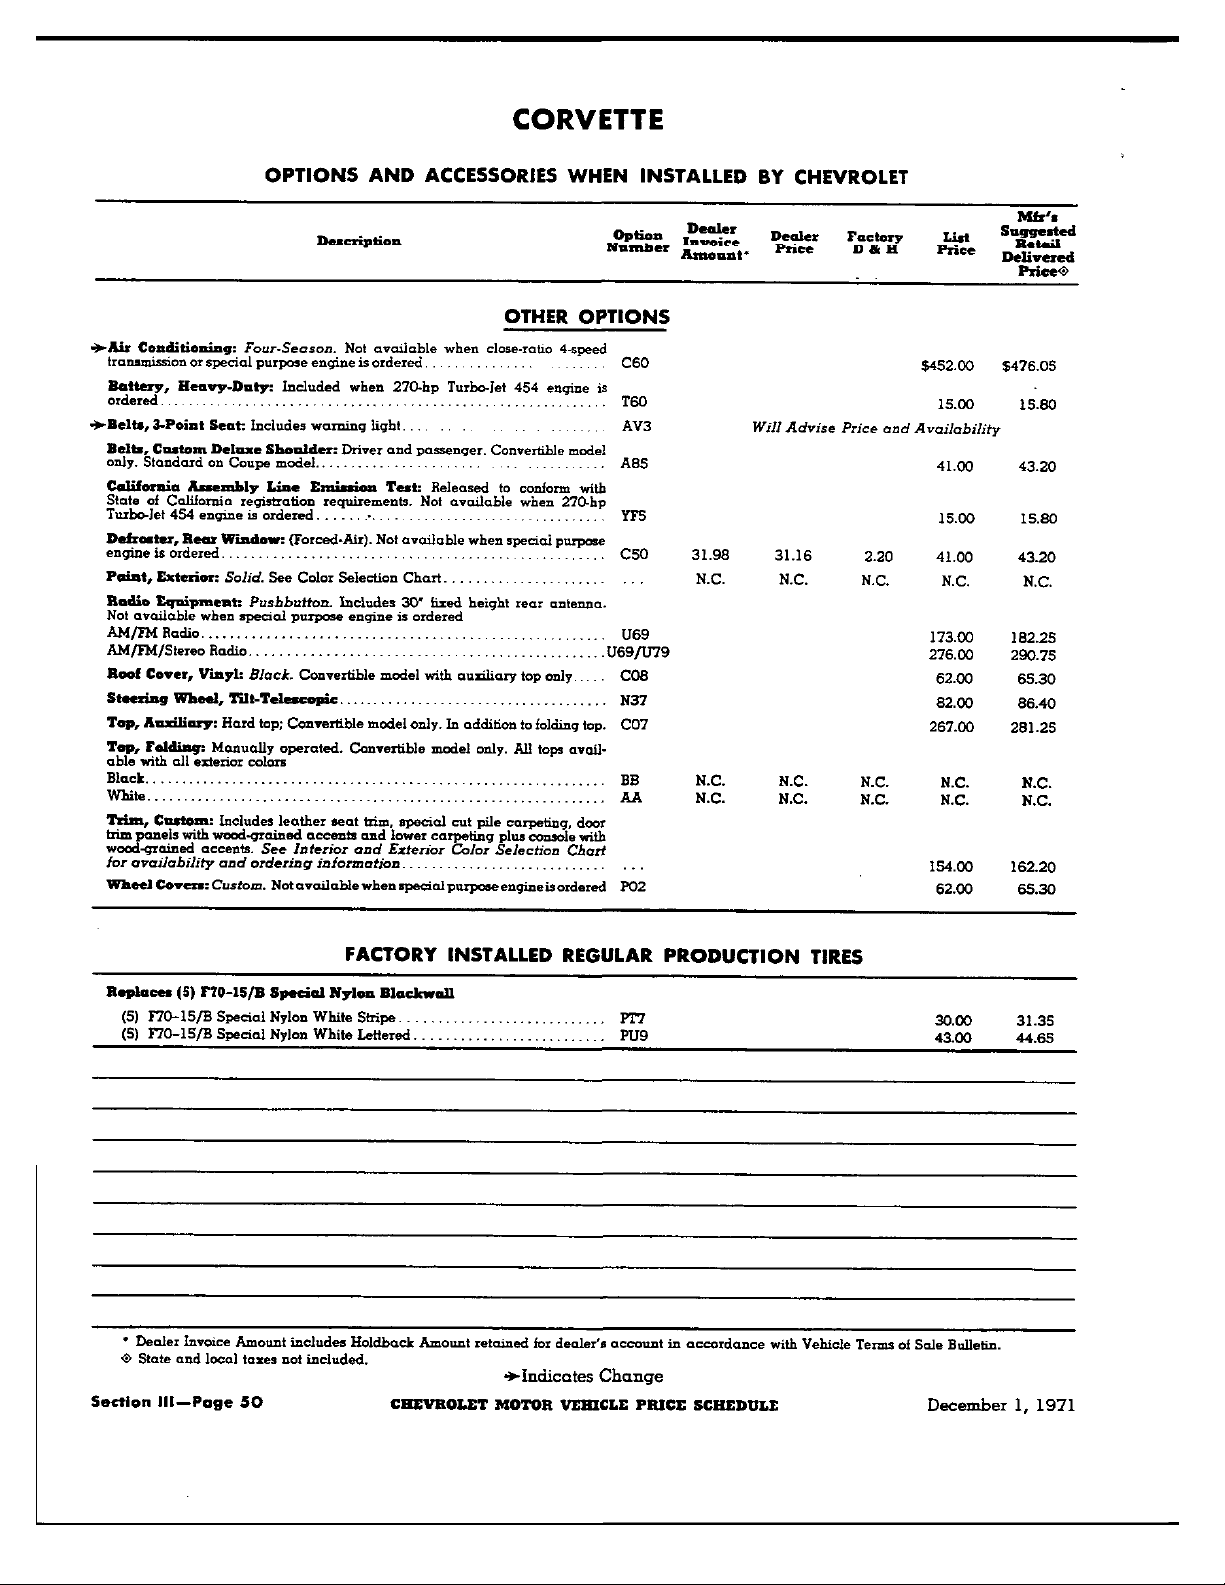 CORVETTE
OPTIONS AND ACCESSORIES WHEN INSTALLED BY CHEVROLET
Description Option Number Dealer Invoice Amount* Dealer Price Factory D & H List Price Mfr's Suggested Retail Delivered Price◈
OTHER OPTIONS
➔Air Conditioning: Four-Season. Not available when close-ratio 4-speed
transmission or special purpose engine is ordered. . . . . . . . . . . . . . . . . . . . . . . C60 $452.00 $476.05
Battery, Heavy-Duty: Included when 270-hp Turbo-Jet 454 engine is
ordered. . . . . . . . . . . . . . . . . . . . . . . . . . . . . . T60 15.00 15.80
➔Belts, 3-Point Seat: Includes warning light. . . . . . . . . . . . . . . . . . . . AV3 Will Advise Price and Availability
Belts, Custom Deluxe Shoulder: Driver and passenger. Convertible model
only. Standard on Coupe model. . . . . . . . . . . . . . . . . . . . A85 41.00 43.20
California Assembly Line Emission Test: Released to conform with
State of California registration requirements. Not available when 270-hp
Turbo-Jet 454 engine is ordered. . . . . . . . . . . . . . . . . . . . YF5 15.00 15.80
Defroster, Rear Window: (Forced-Air). Not available when special purpose
engine is ordered. . . . . . . . . . . . . . . . . . . . C50 31.98 31.16 2.20 41.00 43.20
Paint, Exterior: Solid. See Color Selection Chart. . . . . . . . . . . . . . . . . . . . ... N.C. N.C. N.C. N.C. N.C.
Radio Equipment: Pushbutton. Includes 30" fixed height rear antenna.
Not available when special purpose engine is ordered
AM/FM Radio. . . . . . . . . . . . . . . . . . . . U69 173.00 182.25
AM/FM/Stereo Radio. . . . . . . . . . . . . . . . . . . . U69/U79 276.00 290.75
Roof Cover, Vinyl: Black. Convertible model with auxiliary top only. . . . . C08 62.00 65.30
Steering Wheel, Tilt-Telescopic. . . . . . . . . . . . . . . . . . . . N37 82.00 86.40
Top, Auxiliary: Hard top; Convertible model only. In addition to folding top. C07 267.00 281.25
Top, Folding: Manually operated. Convertible model only. All tops avail-
able with all exterior colors
Black. . . . . . . . . . . . . . . . . . . . BB N.C. N.C. N.C. N.C. N.C.
White. . . . . . . . . . . . . . . . . . . . AA N.C. N.C. N.C. N.C. N.C.
Trim, Custom: Includes leather seat trim, special cut pile carpeting, door
trim panels with wood-grained accents and lower carpeting plus console with
wood-grained accents. See Interior and Exterior Color Selection Chart
for availability and ordering information. . . . . . . . . . . . . . . . . . . . ... 154.00 162.20
Wheel Covers: Custom. Not available when special purpose engine is ordered P02 62.00 65.30
FACTORY INSTALLED REGULAR PRODUCTION TIRES
Replaces (5) F70-15/B Special Nylon Blackwall
(5) F70-15/B Special Nylon White Stripe. . . . . . . . . . . . . . . . . . . . PT7 30.00 31.35
(5) F70-15/B Special Nylon White Lettered. . . . . . . . . . . . . . . . . . . . PU9 43.00 44.65
* Dealer Invoice Amount includes Holdback Amount retained for dealer's account in accordance with Vehicle Terms of Sale Bulletin.
◈ State and local taxes not included.
➔Indicates Change
Section III—Page 50 CHEVROLET MOTOR VEHICLE PRICE SCHEDULE December 1, 1971